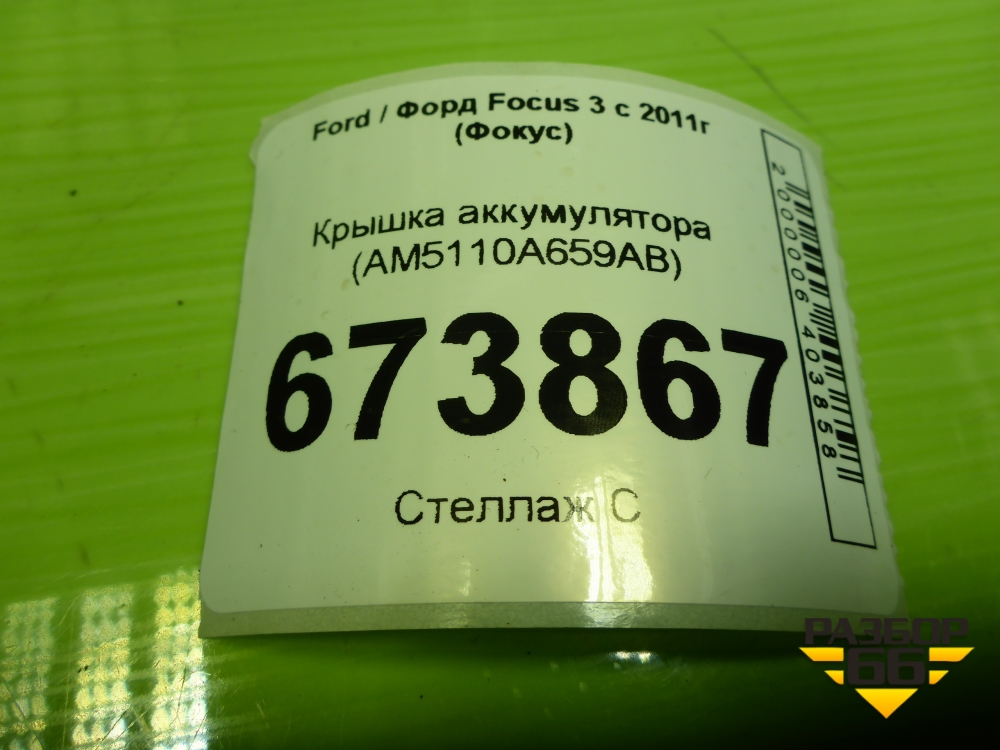 Ford / Форд Focus 3 с 2011г
(Фокус)
Крышка аккумулятора
(AM5110A659AB)
673867
Стеллаж С
2000006403858
РАЗБОР
66